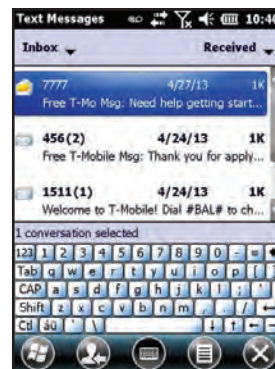 Text Messages 10:4
Inbox Received
7777 4/27/13 1K
Free T-Mo Msg: Need help getting start...
456 (2) 4/24/13 1K
Free T-Mobile Msg: Thank you for apply...
1511 (1) 4/24/13 1K
Welcome to T-Mobile! Dial #BAL# to ch...
1 conversation selected
123 1 2 3 4 5 6 7 8 9 0 - =
Tab q w e r t y u i o p [ ]
CAP a s d f g h j k l ; '
Shift z x c v b n m , . /
Ctl áü ` \